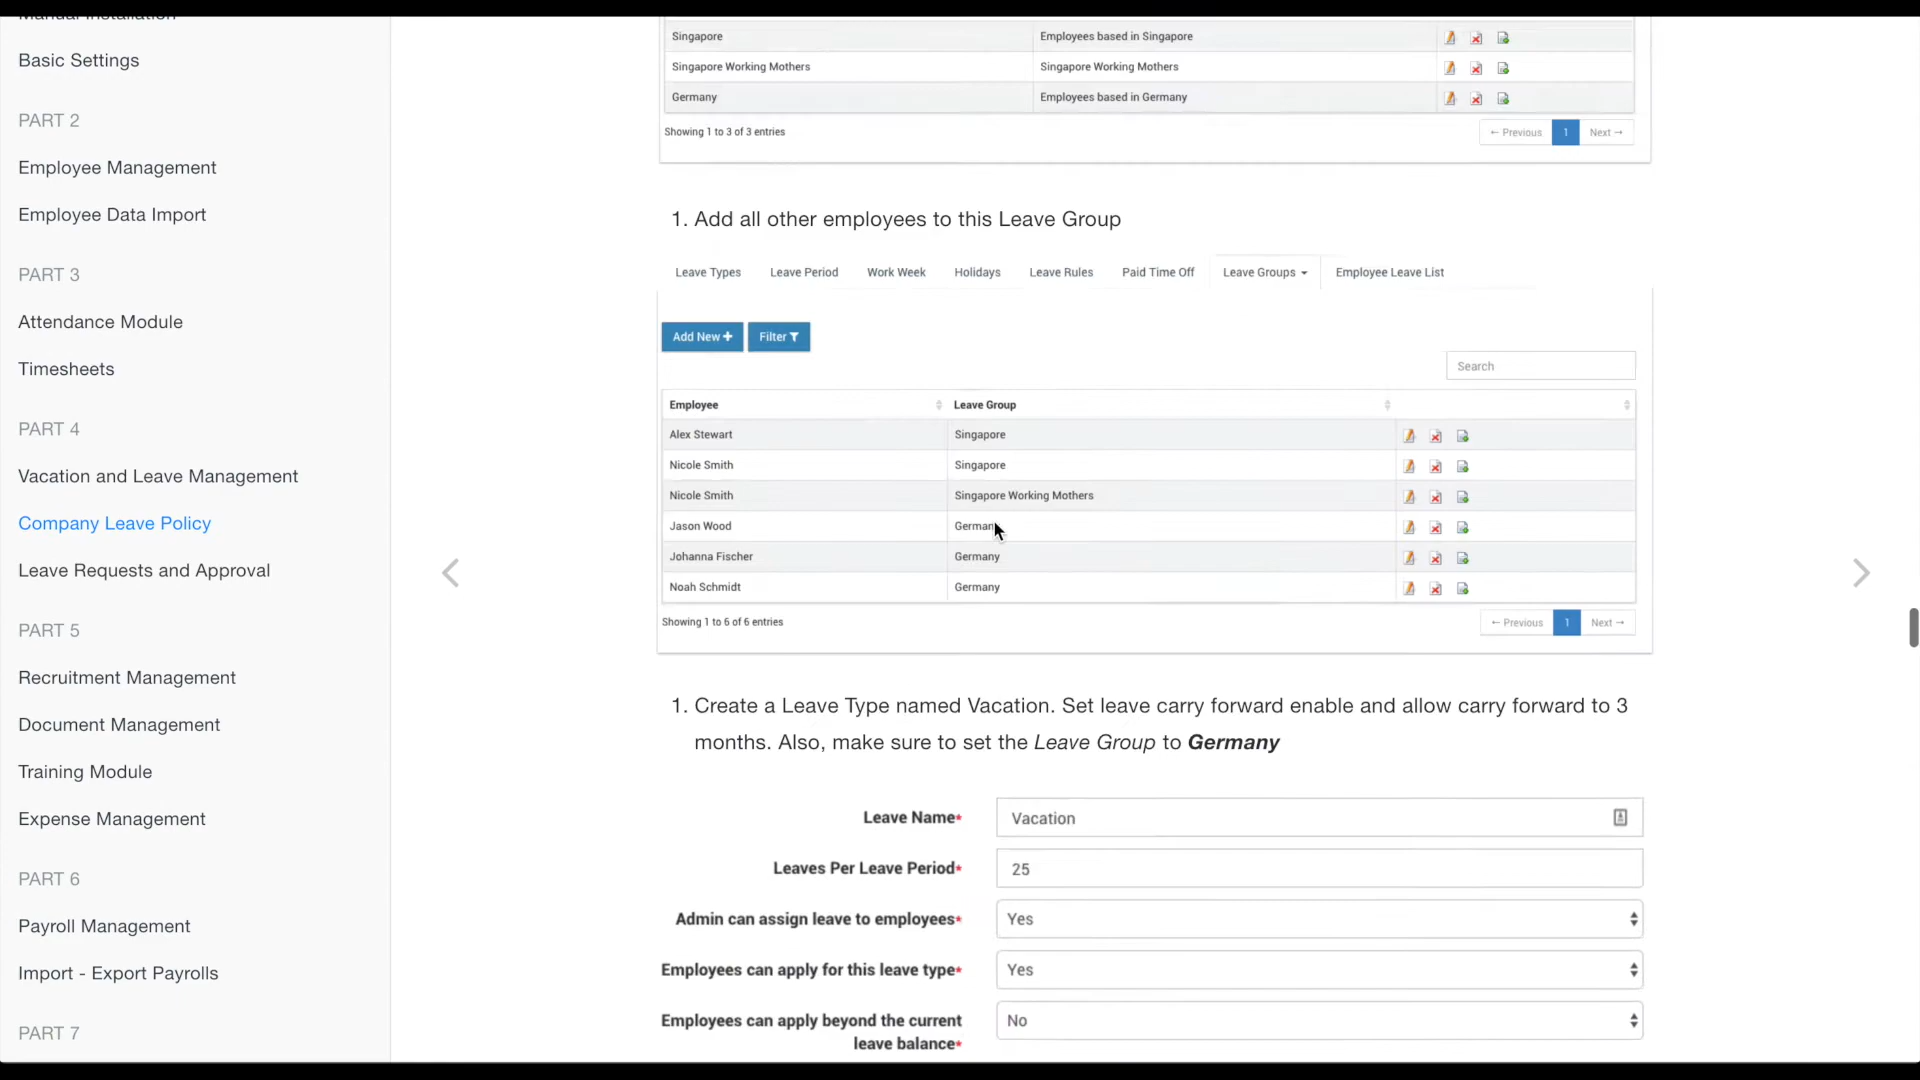 Manual Installation
Basic Settings
PART 2
Employee Management
Employee Data Import
PART 3
Attendance Module
Timesheets
PART 4
Vacation and Leave Management
Company Leave Policy
Leave Requests and Approval
PART 5
Recruitment Management
Document Management
Training Module
Expense Management
PART 6
Payroll Management
Import - Export Payrolls
PART 7
Singapore Employees based in Singapore
Singapore Working Mothers Singapore Working Mothers
Germany Employees based in Germany
Showing 1 to 3 of 3 entries ← Previous 1 Next →
1. Add all other employees to this Leave Group
Leave Types Leave Period Work Week Holidays Leave Rules Paid Time Off Leave Groups Employee Leave List
Add New + Filter
Search
Employee Leave Group
Alex Stewart Singapore
Nicole Smith Singapore
Nicole Smith Singapore Working Mothers
Jason Wood German
Johanna Fischer Germany
Noah Schmidt Germany
Showing 1 to 6 of 6 entries ← Previous 1 Next →
1. Create a Leave Type named Vacation. Set leave carry forward enable and allow carry forward to 3
months. Also, make sure to set the Leave Group to Germany
Leave Name* Vacation
Leaves Per Leave Period* 25
Admin can assign leave to employees* Yes
Employees can apply for this leave type* Yes
Employees can apply beyond the current No
leave balance*